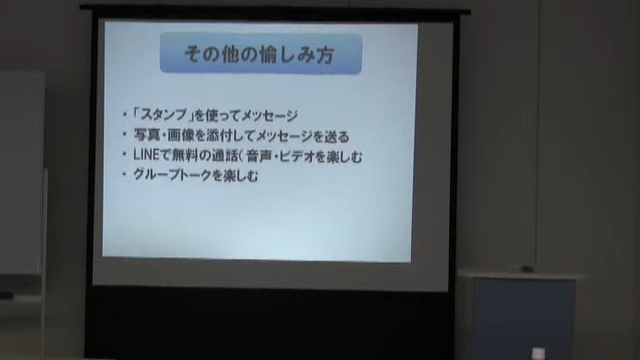 その他の愉しみ方
・「スタンプ」を使ってメッセージ
・写真・画像を添付してメッセージを送る
・LINEで無料の通話(音声・ビデオを楽しむ
・グループトークを楽しむ